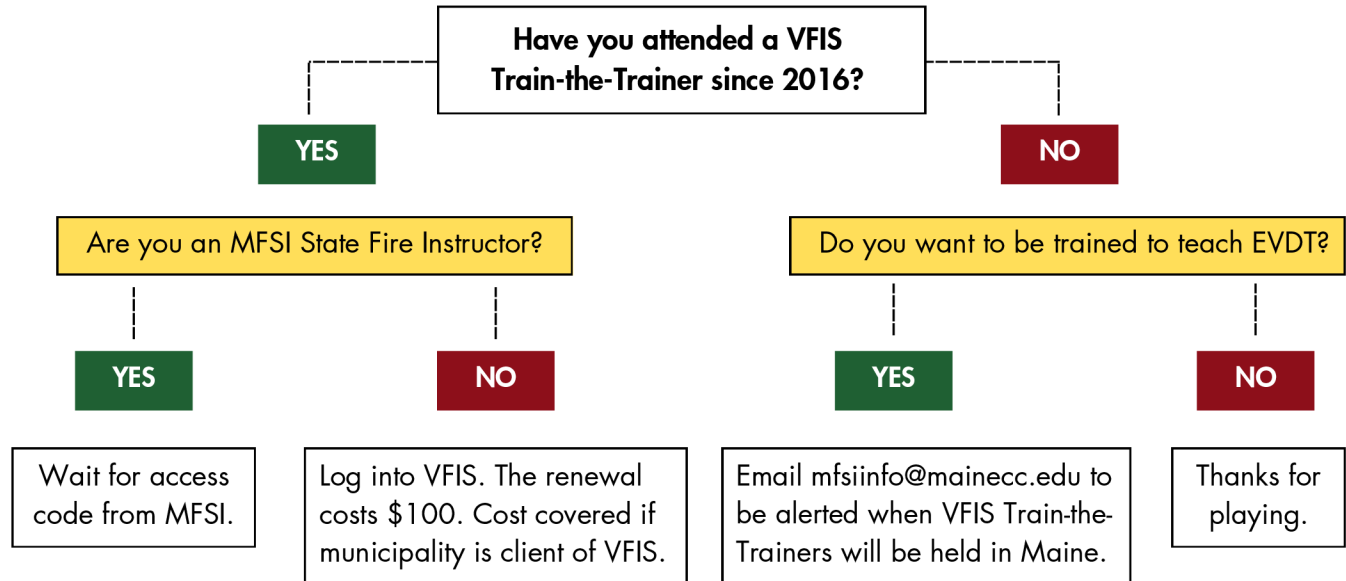 Have you attended a VFIS
Train-the-Trainer since 2016?
YES
NO
Are you an MFSI State Fire Instructor?
Do you want to be trained to teach EVDT?
YES
NO
YES
NO
Wait for access
code from MFSI.
Log into VFIS. The renewal
costs $100. Cost covered if
municipality is client of VFIS.
Email mfsiinfo@mainecc.edu to
be alerted when VFIS Train-the-
Trainers will be held in Maine.
Thanks for
playing.